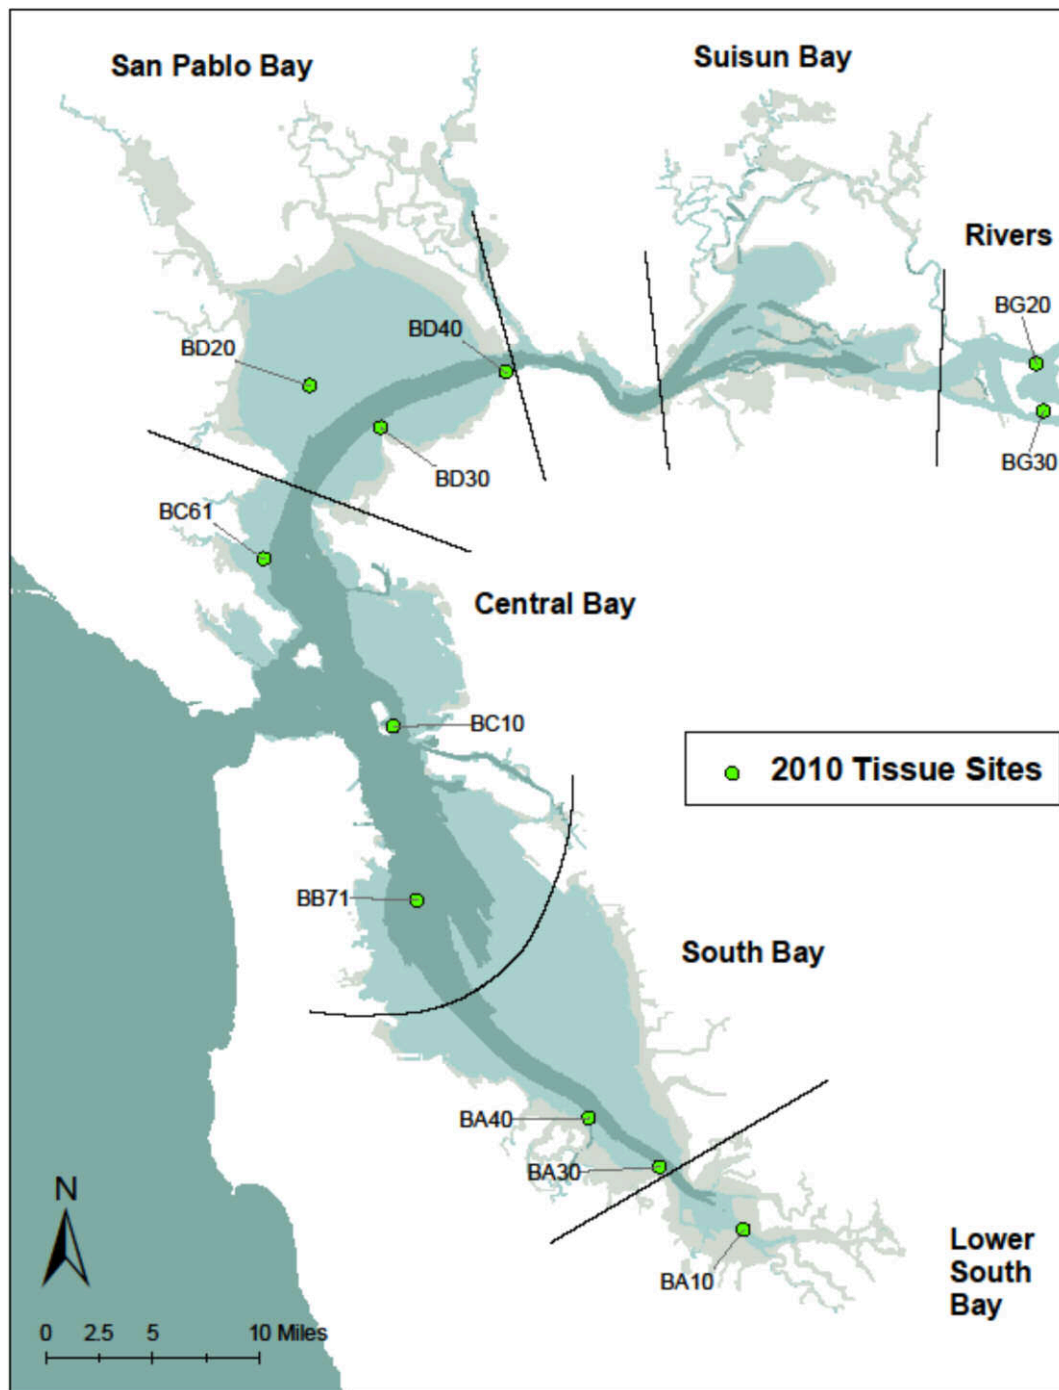 San Pablo Bay
Suisun Bay
Rivers
BG20
BD40
BD20
BG30
BD30
BC61
Central Bay
BC10
2010 Tissue Sites
BB71
South Bay
BA40
BA30
N
Lower
South
Bay
BA10
0 2.5 5 10 Miles